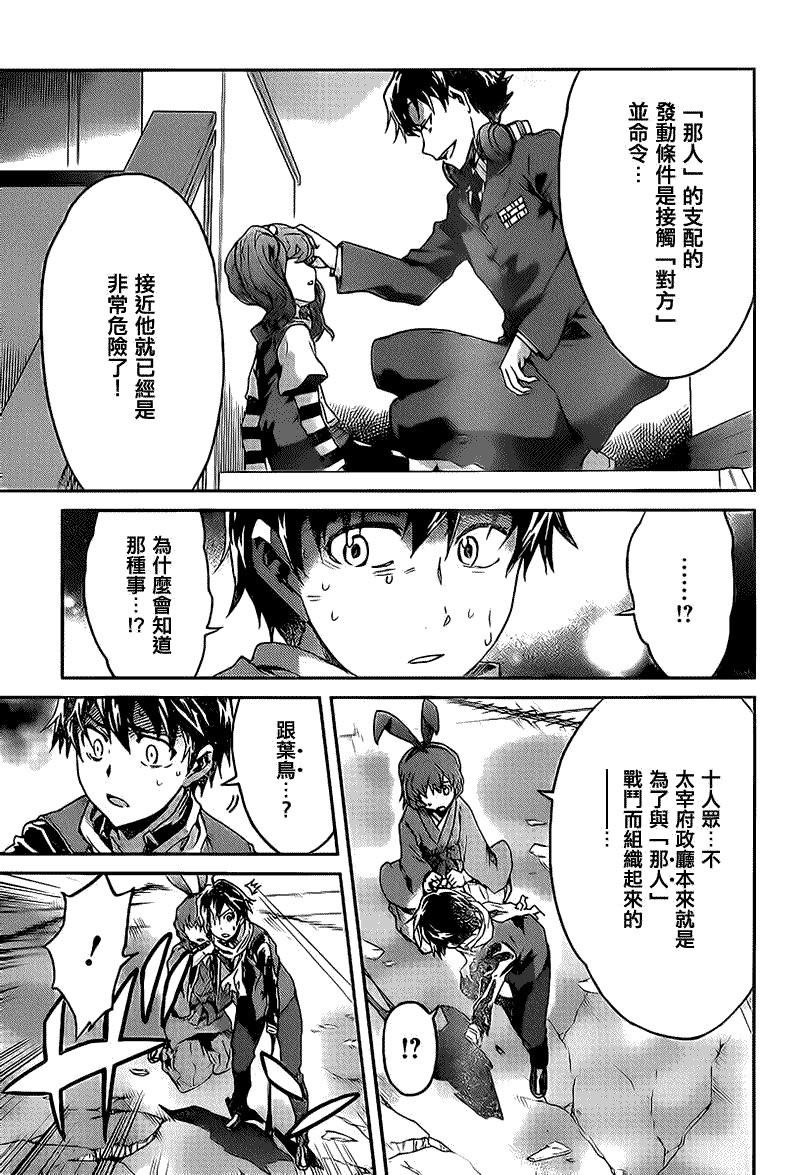 「那人」的支配的
發動條件是接觸「對方」
並命令…
接近他就已經是
非常危險了!
……!?
為什麼會知道
那種事…!?
十人眾…不
太宰府政廳本來就是
為了與「那人」
戰鬥而組織起來的
——
!?
跟葉鳥…?
!